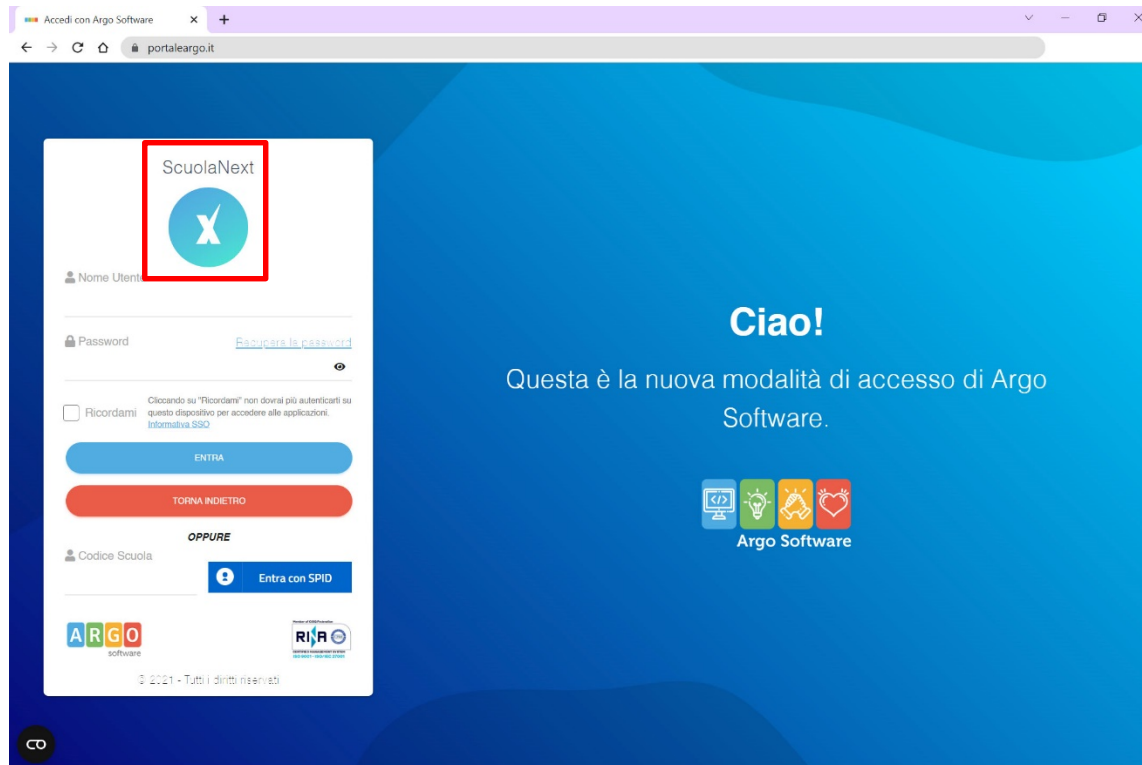 Accedi con Argo Software
portaleargo.it
ScuolaNext
X
Nome Utente
Password
Recupera la password
Ricordami
Cliccando su "Ricordami" non dovrai più autenticarti su
questo dispositivo per accedere alle applicazioni.
Informativa SSO
ENTRA
TORNA INDIETRO
OPPURE
Codice Scuola
Entra con SPID
ARGO
software
RINA
© 2021 - Tutti i diritti riservati
Ciao!
Questa è la nuova modalità di accesso di Argo
Software.
</>
Argo Software